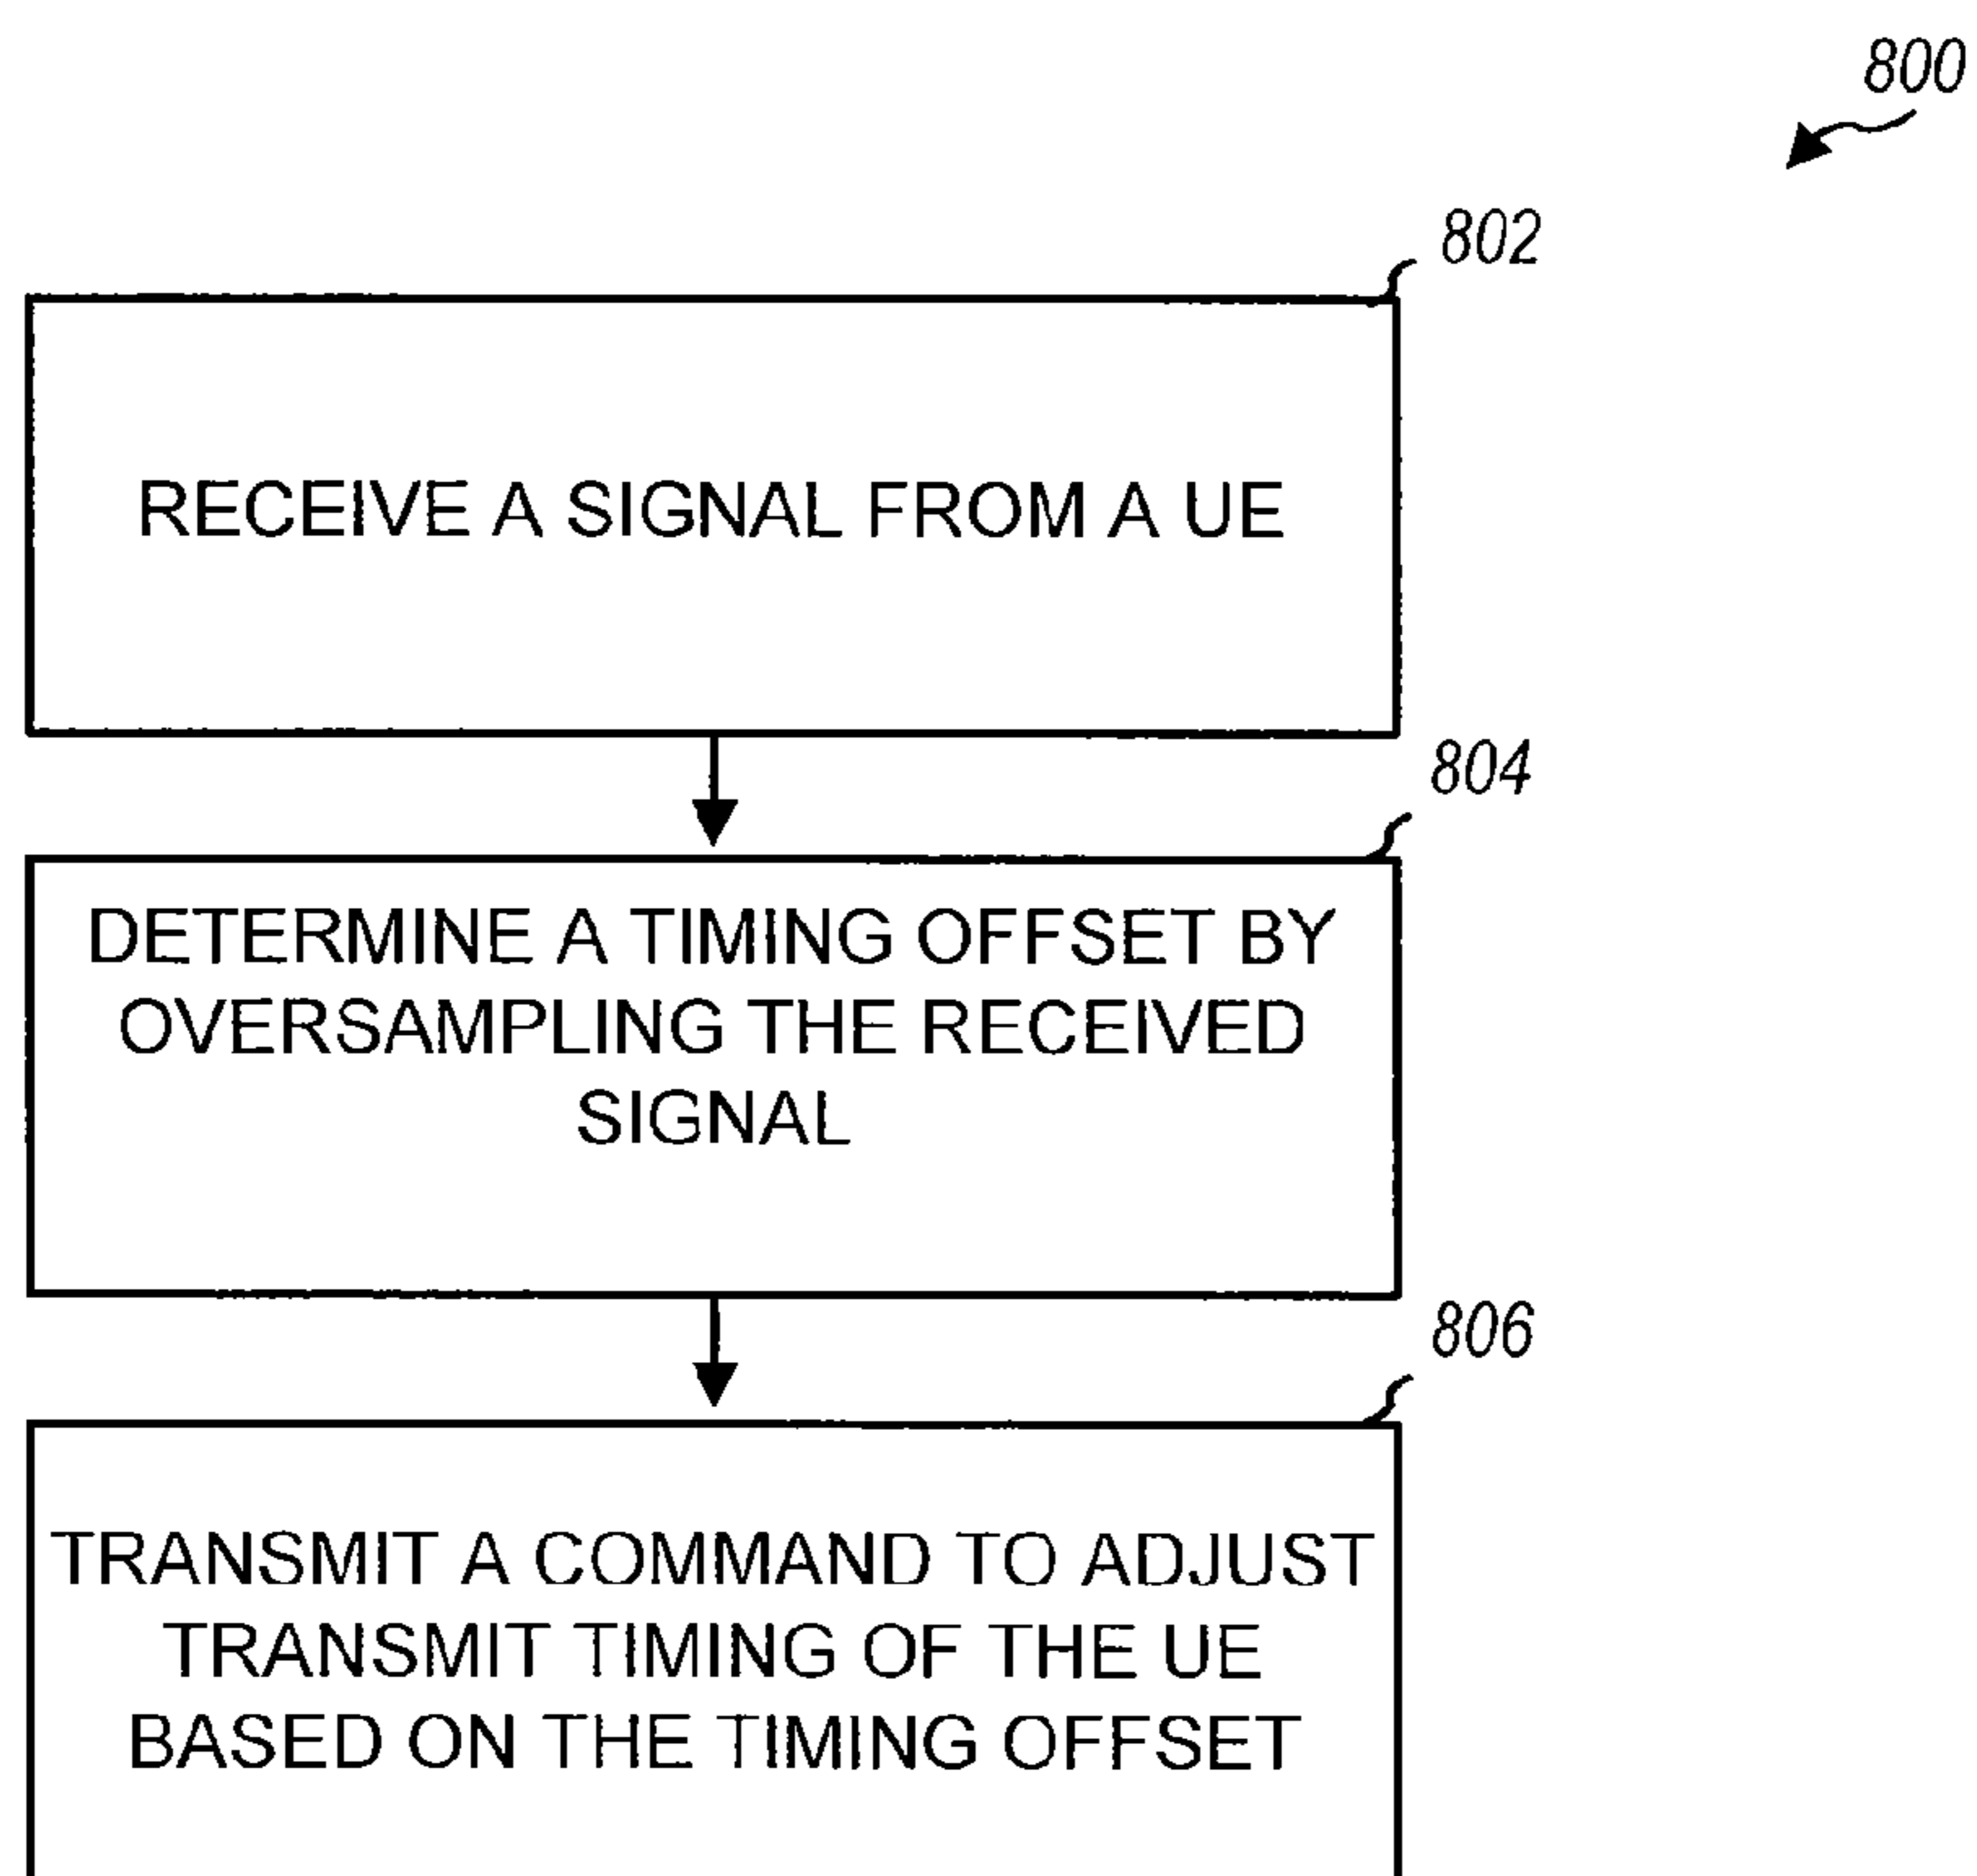 800
802
RECEIVE A SIGNAL FROM A UE
804
DETERMINE A TIMING OFFSET BY
OVERSAMPLING THE RECEIVED
SIGNAL
806
TRANSMIT A COMMAND TO ADJUST
TRANSMIT TIMING OF THE UE
BASED ON THE TIMING OFFSET